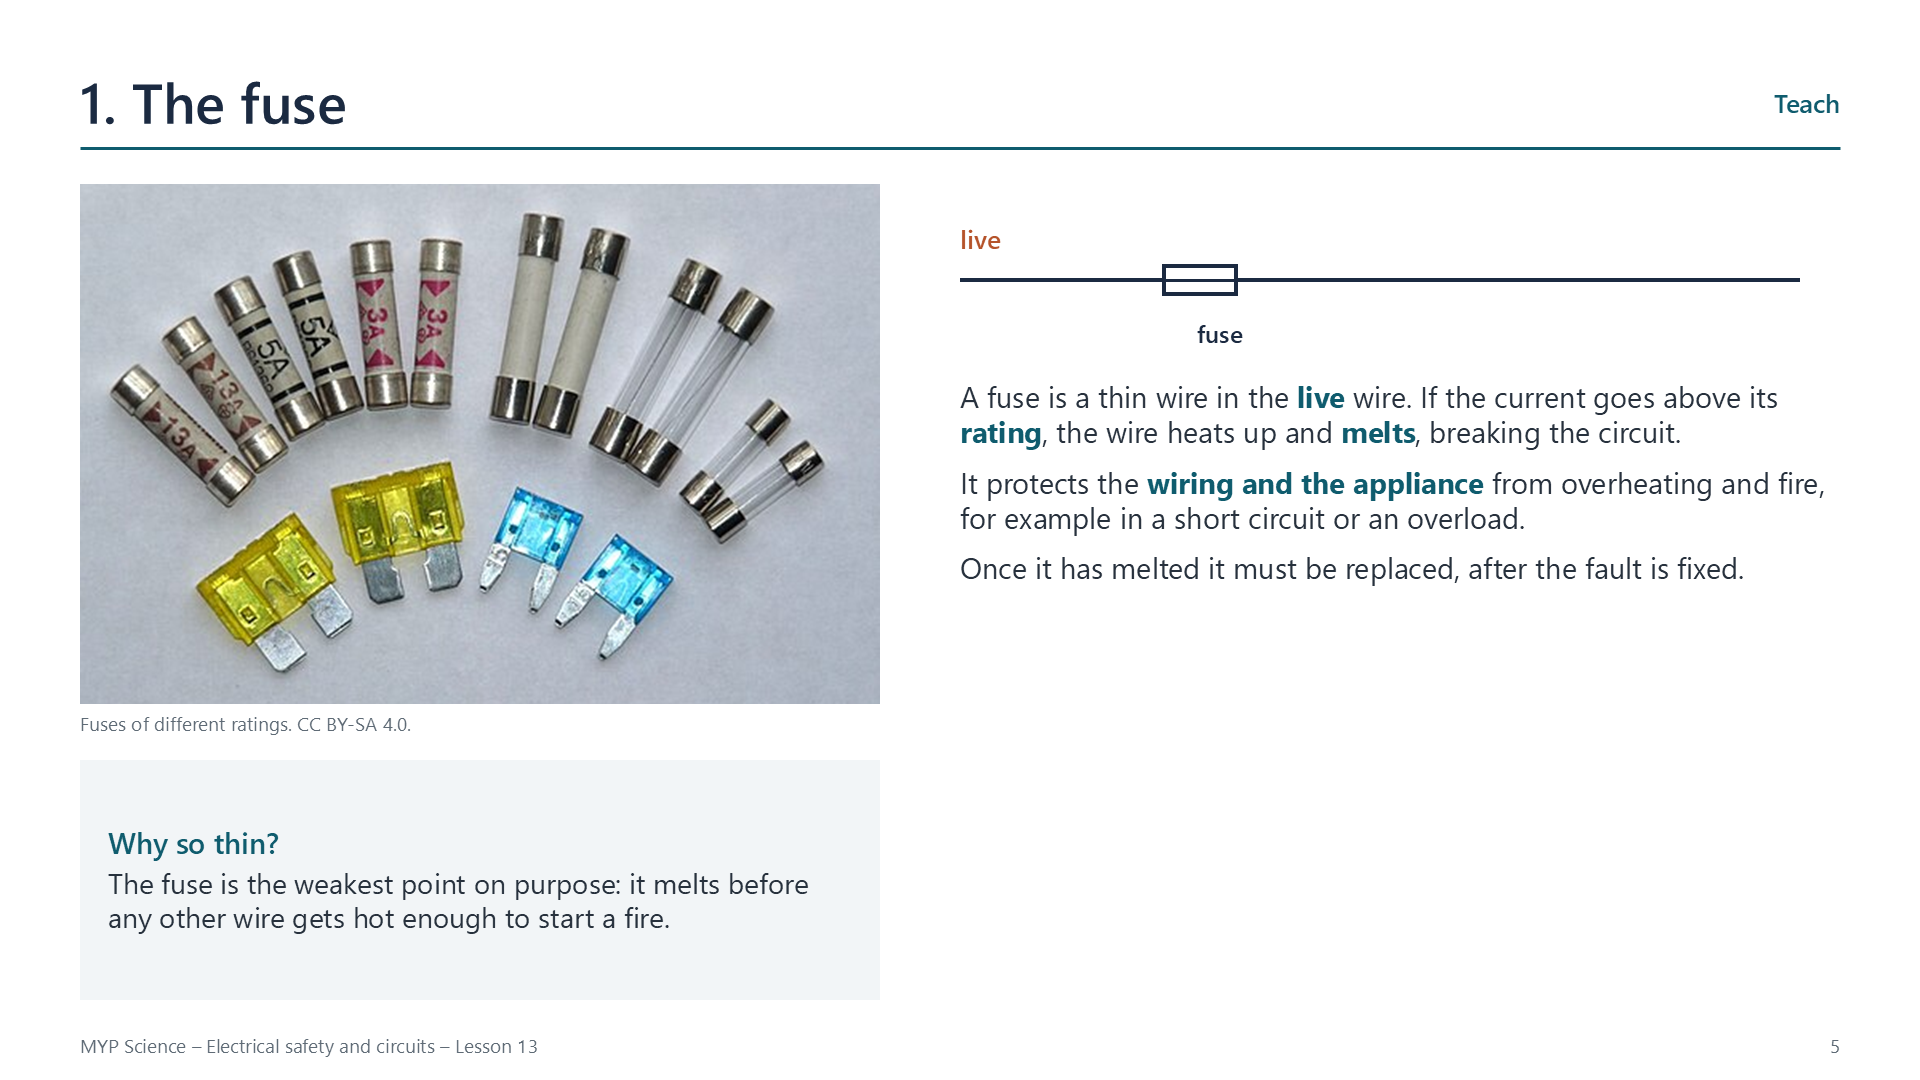 1. The fuse
Teach
13A
13A
5A
5A
3A
3A
Fuses of different ratings. CC BY-SA 4.0.
Why so thin?
The fuse is the weakest point on purpose: it melts before
any other wire gets hot enough to start a fire.
live
fuse
A fuse is a thin wire in the live wire. If the current goes above its
rating, the wire heats up and melts, breaking the circuit.
It protects the wiring and the appliance from overheating and fire,
for example in a short circuit or an overload.
Once it has melted it must be replaced, after the fault is fixed.
MYP Science – Electrical safety and circuits – Lesson 13
5